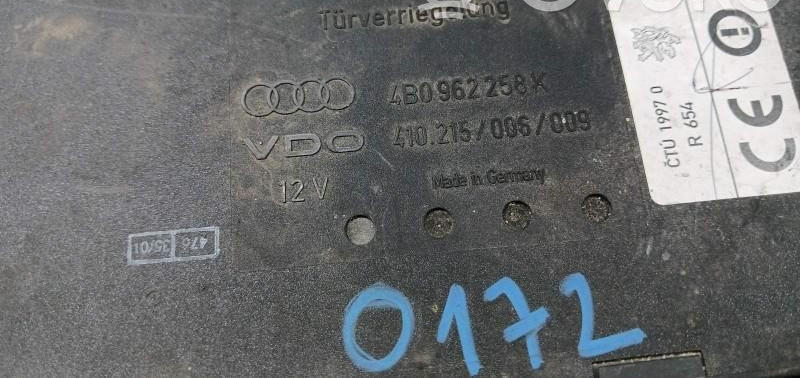 Türverriegelung
4B0 962 258 K
VDO 410.215/006/009
12 V Made in Germany
ČTÚ 1997 0
R 654
CE
476
35/01
0172